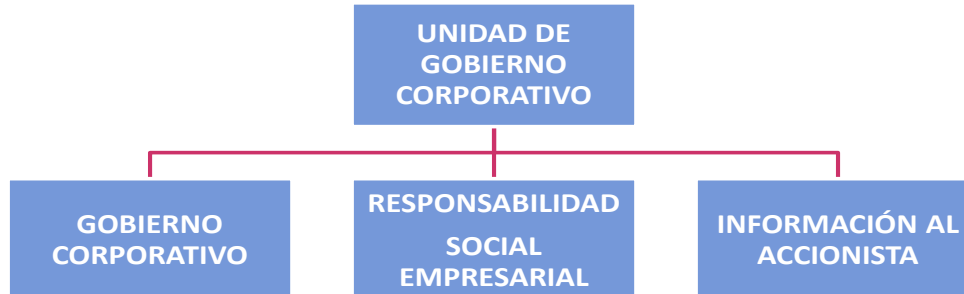 UNIDAD DE
GOBIERNO
CORPORATIVO
GOBIERNO
CORPORATIVO
RESPONSABILIDAD
SOCIAL
EMPRESARIAL
INFORMACIÓN AL
ACCIONISTA